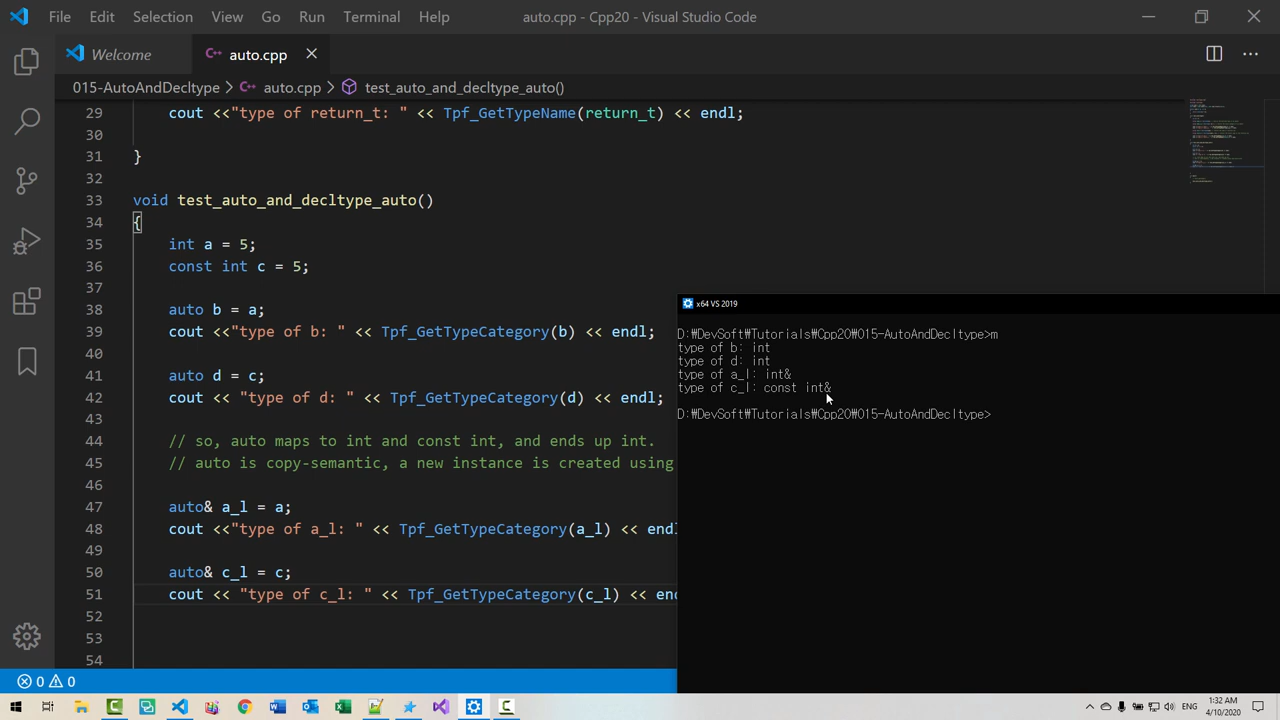 File Edit Selection View Go Run Terminal Help auto.cpp - Cpp20 - Visual Studio Code
Welcome auto.cpp
015-AutoAndDecltype > auto.cpp > test_auto_and_decltype_auto()
29 cout <<"type of return_t: " << Tpf_GetTypeName(return_t) << endl;
30
31 }
32
33 void test_auto_and_decltype_auto()
34 {
35 int a = 5;
36 const int c = 5;
37
38 auto b = a;
39 cout <<"type of b: " << Tpf_GetTypeCategory(b) << endl;
40
41 auto d = c;
42 cout << "type of d: " << Tpf_GetTypeCategory(d) << endl;
43
44 // so, auto maps to int and const int, and ends up int.
45 // auto is copy-semantic, a new instance is created using
46
47 auto& a_l = a;
48 cout <<"type of a_l: " << Tpf_GetTypeCategory(a_l) << endl
49
50 auto& c_l = c;
51 cout << "type of c_l: " << Tpf_GetTypeCategory(c_l) << end
52
53
54
x64 VS 2019
D:₩DevSoft₩Tutorials₩Cpp20₩015-AutoAndDecltype>m
type of b: int
type of d: int
type of a_l: int&
type of c_l: const int&
D:₩DevSoft₩Tutorials₩Cpp20₩015-AutoAndDecltype>
0 0
ENG
1:32 AM
4/10/2020